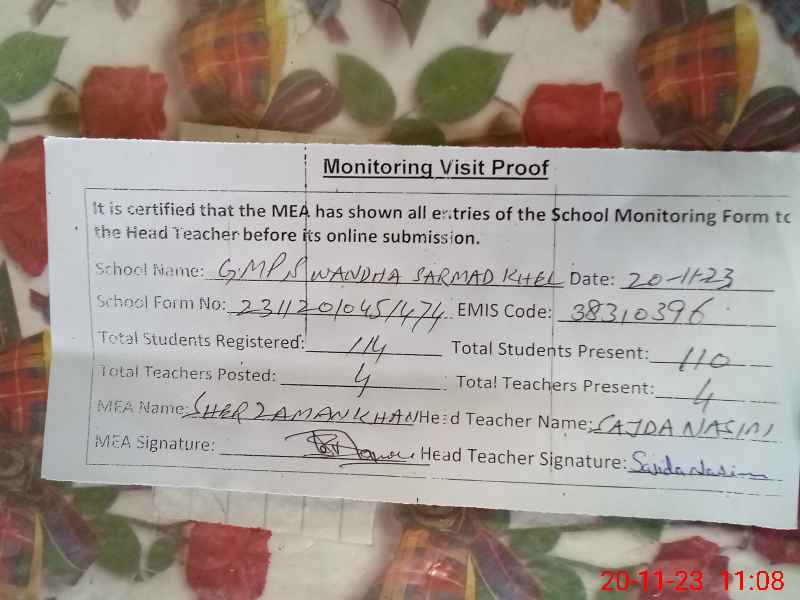 Monitoring Visit Proof
It is certified that the MEA has shown all entries of the School Monitoring Form to
the Head Teacher before its online submission.
School Name: GMPS WANDHA SARMAD KHEL Date: 20-11-23
School Form No: 231120/045/474 EMIS Code: 38310396
Total Students Registered: 114 Total Students Present: 110
Total Teachers Posted: 4 Total Teachers Present: 4
MEA Name: SHER ZAMAN KHAN Head Teacher Name: SAJDA NASIM
MEA Signature: Head Teacher Signature: Sajda Nasim
20-11-23 11:08